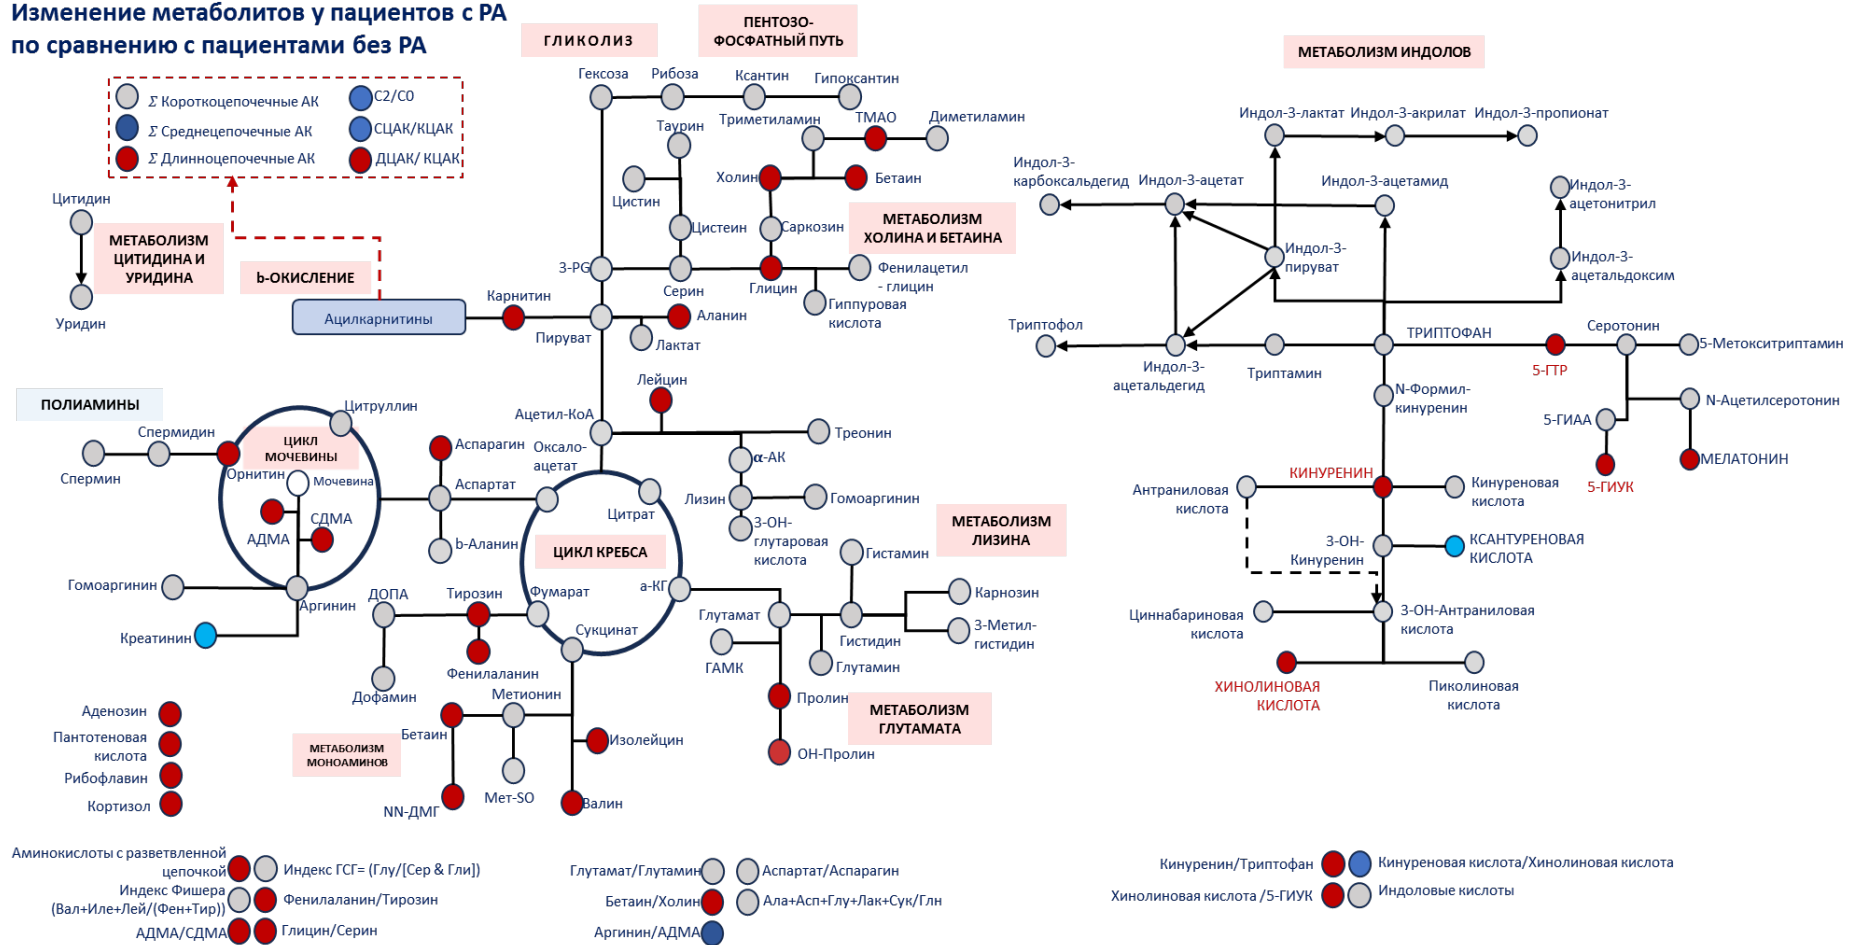 Изменение метаболитов у пациентов с РА
по сравнению с пациентами без РА
Σ Короткоцепочечные АК
С2/С0
Σ Среднецепочечные АК
СЦАК/КЦАК
Σ Длинноцепочечные АК
ДЦАК/ КЦАК
Цитидин
МЕТАБОЛИЗМ
ЦИТИДИНА И
УРИДИНА
Уридин
b-ОКИСЛЕНИЕ
Ацилкарнитины
Карнитин
ГЛИКОЛИЗ
ПЕНТОЗО-
ФОСФАТНЫЙ ПУТЬ
Гексоза
Рибоза
Ксантин
Гипоксантин
Таурин
Триметиламин
ТМАО
Диметиламин
Цистин
Холин
Бетаин
Цистеин
Саркозин
МЕТАБОЛИЗМ
ХОЛИНА И БЕТАИНА
3-PG
Серин
Глицин
Фенилацетил
- глицин
Гиппуровая
кислота
Пируват
Аланин
Лактат
Лейцин
Ацетил-КоА
Треонин
Оксало-
ацетат
α-АК
Лизин
Гомоаргинин
3-ОН-
глутаровая
кислота
Цитрат
МЕТАБОЛИЗМ
ЛИЗИНА
ПОЛИАМИНЫ
Цитруллин
Спермидин
Спермин
ЦИКЛ
МОЧЕВИНЫ
Орнитин
Мочевина
СДМА
АДМА
Гомоаргинин
Аргинин
Креатинин
Аспарагин
Аспартат
b-Аланин
ЦИКЛ КРЕБСА
ДОПА
Тирозин
Фумарат
а-КГ
Сукцинат
Фенилаланин
Дофамин
Метионин
Бетаин
МЕТАБОЛИЗМ
МОНОАМИНОВ
Мет-SO
NN-ДМГ
Изолейцин
Валин
Гистамин
Карнозин
Глутамат
Гистидин
3-Метил-
гистидин
ГАМК
Глутамин
Пролин
МЕТАБОЛИЗМ
ГЛУТАМАТА
ОН-Пролин
Аденозин
Пантотеновая
кислота
Рибофлавин
Кортизол
МЕТАБОЛИЗМ ИНДОЛОВ
Индол-3-лактат
Индол-3-акрилат
Индол-3-пропионат
Индол-3-
карбоксальдегид
Индол-3-ацетат
Индол-3-ацетамид
Индол-3-
ацетонитрил
Индол-3-
пируват
Индол-3-
ацетальдоксим
Триптофол
Индол-3-
ацетальдегид
Триптамин
ТРИПТОФАН
5-ГТР
Серотонин
5-Метокситриптамин
N-Формил-
кинуренин
N-Ацетилсеротонин
5-ГИАА
5-ГИУК
МЕЛАТОНИН
КИНУРЕНИН
Антраниловая
кислота
Кинуреновая
кислота
3-ОН-
Кинуренин
КСАНТУРЕНОВАЯ
КИСЛОТА
Циннабариновая
кислота
3-ОН-Антраниловая
кислота
ХИНОЛИНОВАЯ
КИСЛОТА
Пиколиновая
кислота
Аминокислоты с разветвленной
цепочкой
Индекс ГСГ= (Глу/[Сер & Гли])
Индекс Фишера
(Вал+Иле+Лей/(Фен+Тир))
Фенилаланин/Тирозин
АДМА/СДМА
Глицин/Серин
Глутамат/Глутамин
Аспартат/Аспарагин
Бетаин/Холин
Ала+Асп+Глу+Лак+Сук/Глн
Аргинин/АДМА
Кинуренин/Триптофан
Кинуреновая кислота/Хинолиновая кислота
Хинолиновая кислота /5-ГИУК
Индоловые кислоты